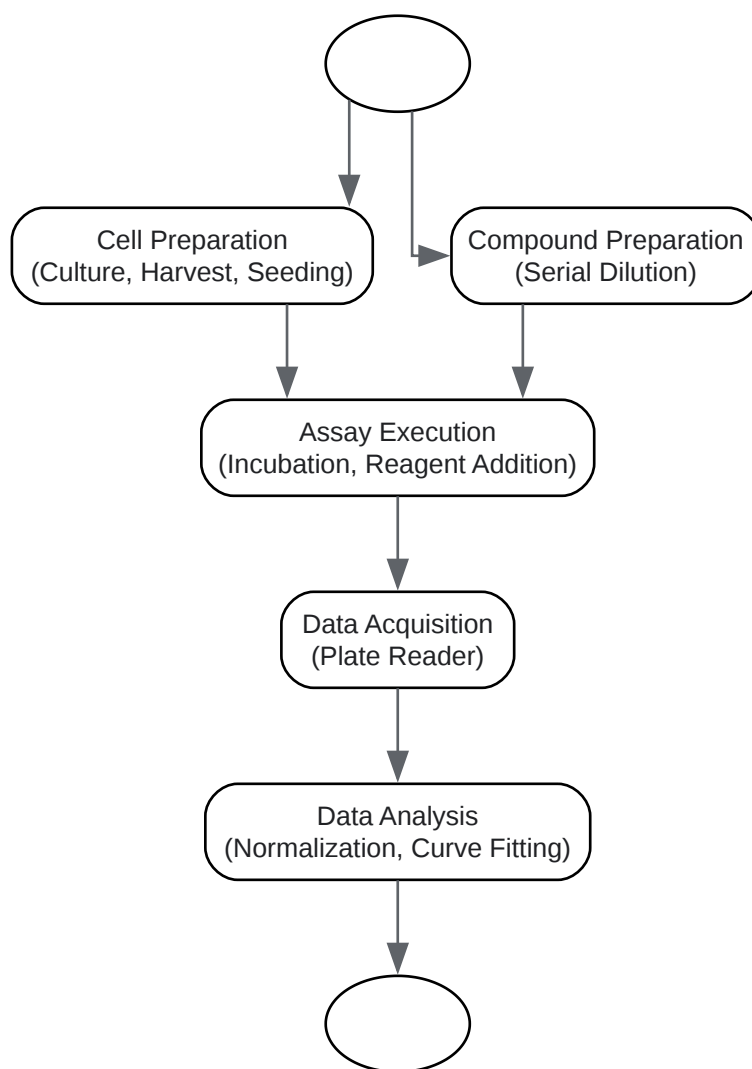 Cell Preparation
(Culture, Harvest, Seeding)
Compound Preparation
(Serial Dilution)
Assay Execution
(Incubation, Reagent Addition)
Data Acquisition
(Plate Reader)
Data Analysis
(Normalization, Curve Fitting)